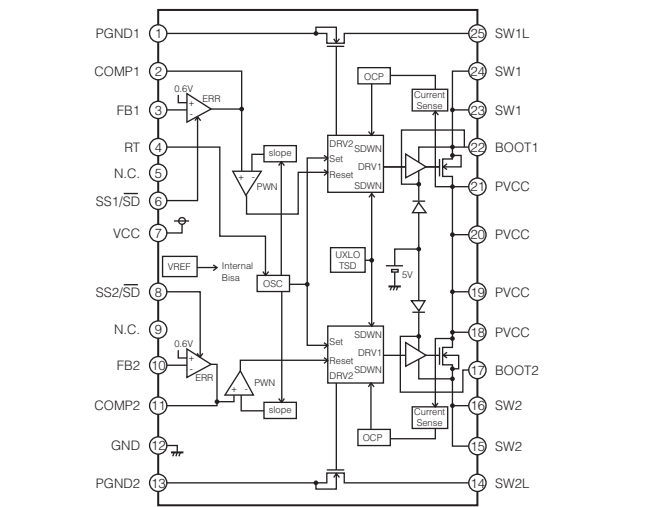 PGND1 1 25 SW1L
COMP1 2 OCP 24 SW1
0.6V ERR Current Sense
FB1 3 + - 23 SW1
RT 4 slope DRV2 SDWN 22 BOOT1
Set DRV1
N.C. 5 + - PWN Reset SDWN 21 PVCC
SS1/SD 6
VCC 7 20 PVCC
VREF Internal Bisa UXLO TSD 5V
OSC
SS2/SD 8 19 PVCC
N.C. 9 SDWN 18 PVCC
0.6V Set
FB2 10 + - ERR PWN Reset DRV1 SDWN 17 BOOT2
+ - DRV2
COMP2 11 slope Current Sense 16 SW2
GND 12 OCP 15 SW2
PGND2 13 14 SW2L